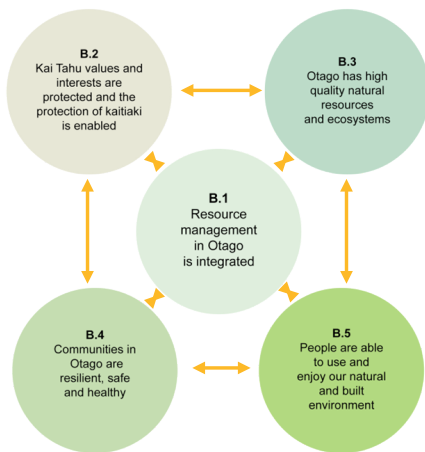 B.2
Kai Tahu values and
interests are
protected and the
protection of kaitiaki
is enabled
B.3
Otago has high
quality natural
resources
and ecosystems
B.1
Resource
management
in Otago
is integrated
B.4
Communities in
Otago are
resilient, safe
and healthy
B.5
People are able
to use and
enjoy our natural
and built
environment